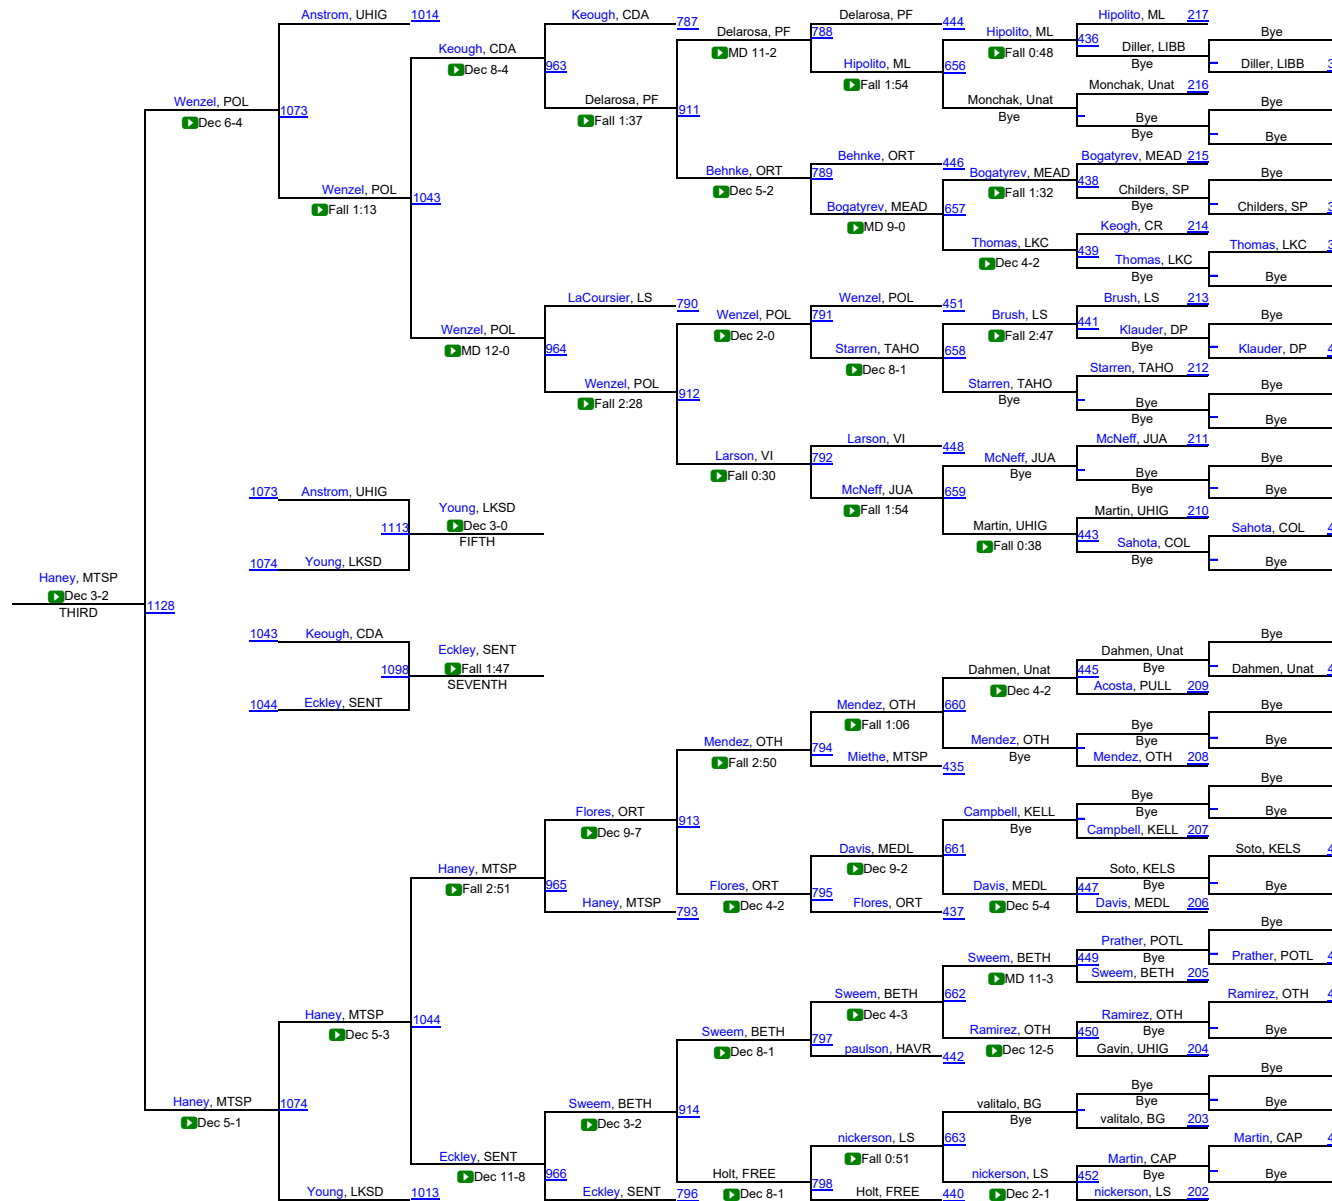 Anstrom, UHIG 1014
Keough, CDA 787
Delarosa, PF 444
Hipolito, ML 217
Bye
Delarosa, PF 788
Hipolito, ML 436
Diller, LIBB
Bye
Keough, CDA
Dec 8-4
963
MD 11-2
Fall 0:48
Hipolito, ML 656
Fall 1:54
Diller, LIBB 3
Monchak, Unat 216
Wenzel, POL
Dec 6-4
1073
Delarosa, PF
Fall 1:37
911
Monchak, Unat
Bye
Bye
Bye
Bye
Bye
Behnke, ORT 446
Bogatyrev, MEAD 215
Behnke, ORT
Dec 5-2
789
Bogatyrev, MEAD
Fall 1:32
438
Bye
Childers, SP
Bye
Wenzel, POL
Fall 1:13
1043
Bogatyrev, MEAD
MD 9-0
657
Childers, SP 3
Keogh, CR 214
Thomas, LKC
Dec 4-2
439
Thomas, LKC 3
Thomas, LKC
Bye
Bye
LaCoursier, LS 790
Wenzel, POL 451
Brush, LS 213
Wenzel, POL
Dec 2-0
791
Brush, LS
Fall 2:47
441
Bye
Wenzel, POL
MD 12-0
964
Klauder, DP
Bye
Starren, TAHO
Dec 8-1
658
Klauder, DP 4
Starren, TAHO 212
Wenzel, POL
Fall 2:28
912
Starren, TAHO
Bye
Bye
Bye
Bye
Bye
Larson, VI 448
McNeff, JUA 211
Larson, VI
Fall 0:30
792
McNeff, JUA
Bye
Bye
Bye
Bye
Bye
1073 Anstrom, UHIG
McNeff, JUA
Fall 1:54
659
Young, LKSD
Dec 3-0
FIFTH
1113
Martin, UHIG 210
Martin, UHIG
Fall 0:38
443
Sahota, COL 4
Sahota, COL
Bye
Bye
1074 Young, LKSD
Haney, MTSP
Dec 3-2
THIRD
1128
1043 Keough, CDA
Eckley, SENT
Fall 1:47
SEVENTH
1098
1044 Eckley, SENT
Bye
Dahmen, Unat
Bye
Dahmen, Unat
Dec 4-2
445
Dahmen, Unat 4
Acosta, PULL 209
Mendez, OTH
Fall 1:06
660
Bye
Bye
Bye
Mendez, OTH
Bye
Bye
Mendez, OTH
Fall 2:50
794
Miethe, MTSP 435
Mendez, OTH 208
Bye
Flores, ORT
Dec 9-7
913
Campbell, KELL
Bye
Bye
Bye
Bye
Campbell, KELL 207
Davis, MEDL
Dec 9-2
661
Soto, KELS 4
Haney, MTSP
Fall 2:51
965
Soto, KELS
Bye
Flores, ORT
Dec 4-2
795
Davis, MEDL
Dec 5-4
447
Bye
Haney, MTSP 793
Flores, ORT 437
Davis, MEDL 206
Bye
Prather, POTL
Bye
Sweem, BETH
MD 11-3
449
Prather, POTL 4
Sweem, BETH 205
Haney, MTSP
Dec 5-3
1044
Sweem, BETH
Dec 4-3
662
Ramirez, OTH 4
Ramirez, OTH
Bye
Sweem, BETH
Dec 8-1
797
Ramirez, OTH
Dec 12-5
450
Bye
paulson, HAVR 442
Gavin, UHIG 204
Bye
Haney, MTSP
Dec 5-1
1074
Sweem, BETH
Dec 3-2
914
valitalo, BG
Bye
Bye
Bye
Bye
valitalo, BG 203
nickerson, LS
Fall 0:51
663
Martin, CAP 4
Eckley, SENT
Dec 11-8
966
Martin, CAP
Bye
Holt, FREE
Dec 8-1
798
nickerson, LS
Dec 2-1
452
Bye
Young, LKSD 1013
Eckley, SENT 796
Holt, FREE 440
nickerson, LS 202